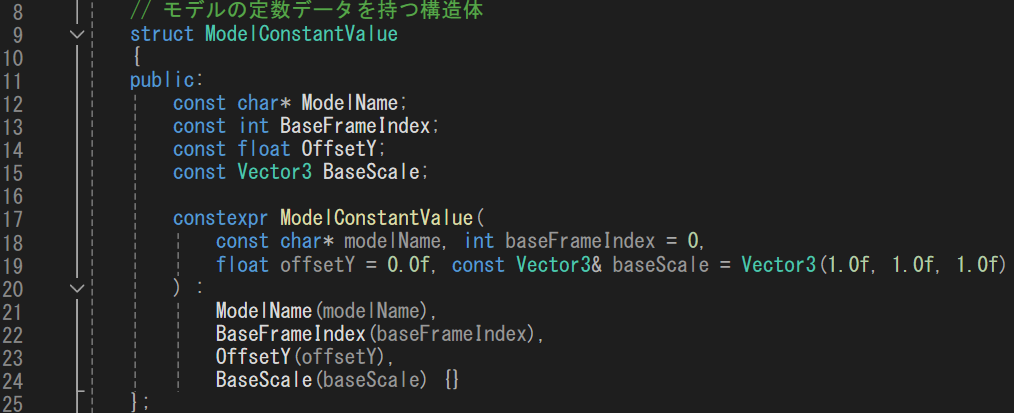 8 // モデルの定数データを持つ構造体
9 struct ModelConstantValue
10 {
11 public:
12 const char* ModelName;
13 const int BaseFrameIndex;
14 const float OffsetY;
15 const Vector3 BaseScale;
16
17 constexpr ModelConstantValue(
18 const char* modelName, int baseFrameIndex = 0,
19 float offsetY = 0.0f, const Vector3& baseScale = Vector3(1.0f, 1.0f, 1.0f)
20 ) :
21 ModelName(modelName),
22 BaseFrameIndex(baseFrameIndex),
23 OffsetY(offsetY),
24 BaseScale(baseScale) {}
25 };